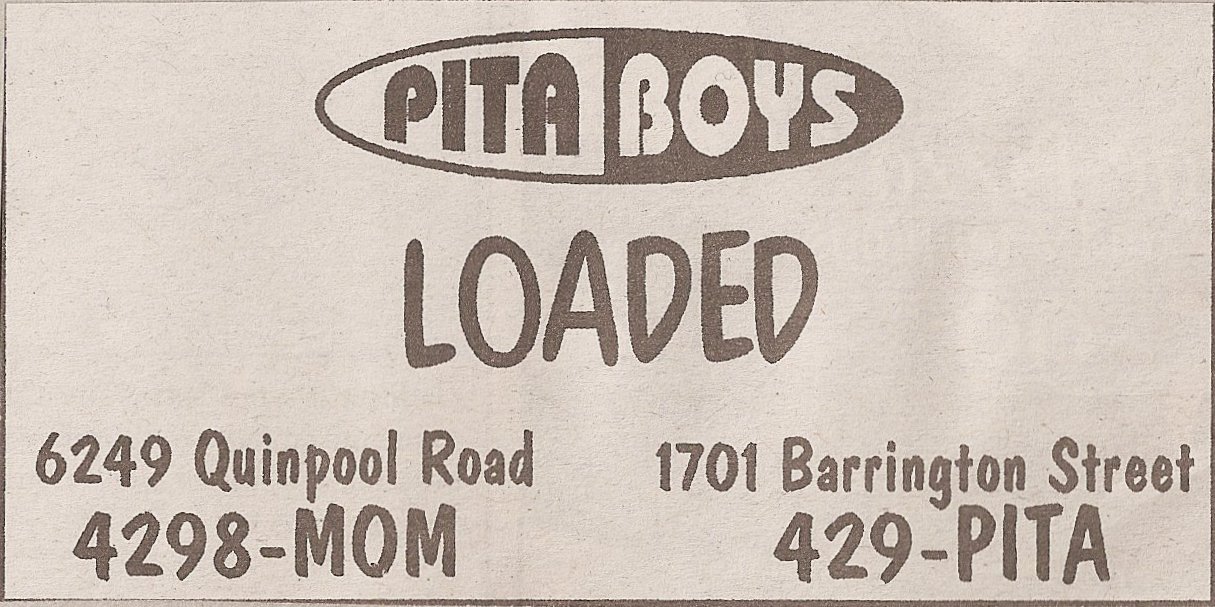 PITA BOYS
LOADED
6249 Quinpool Road
4298-MOM
1701 Barrington Street
429-PITA